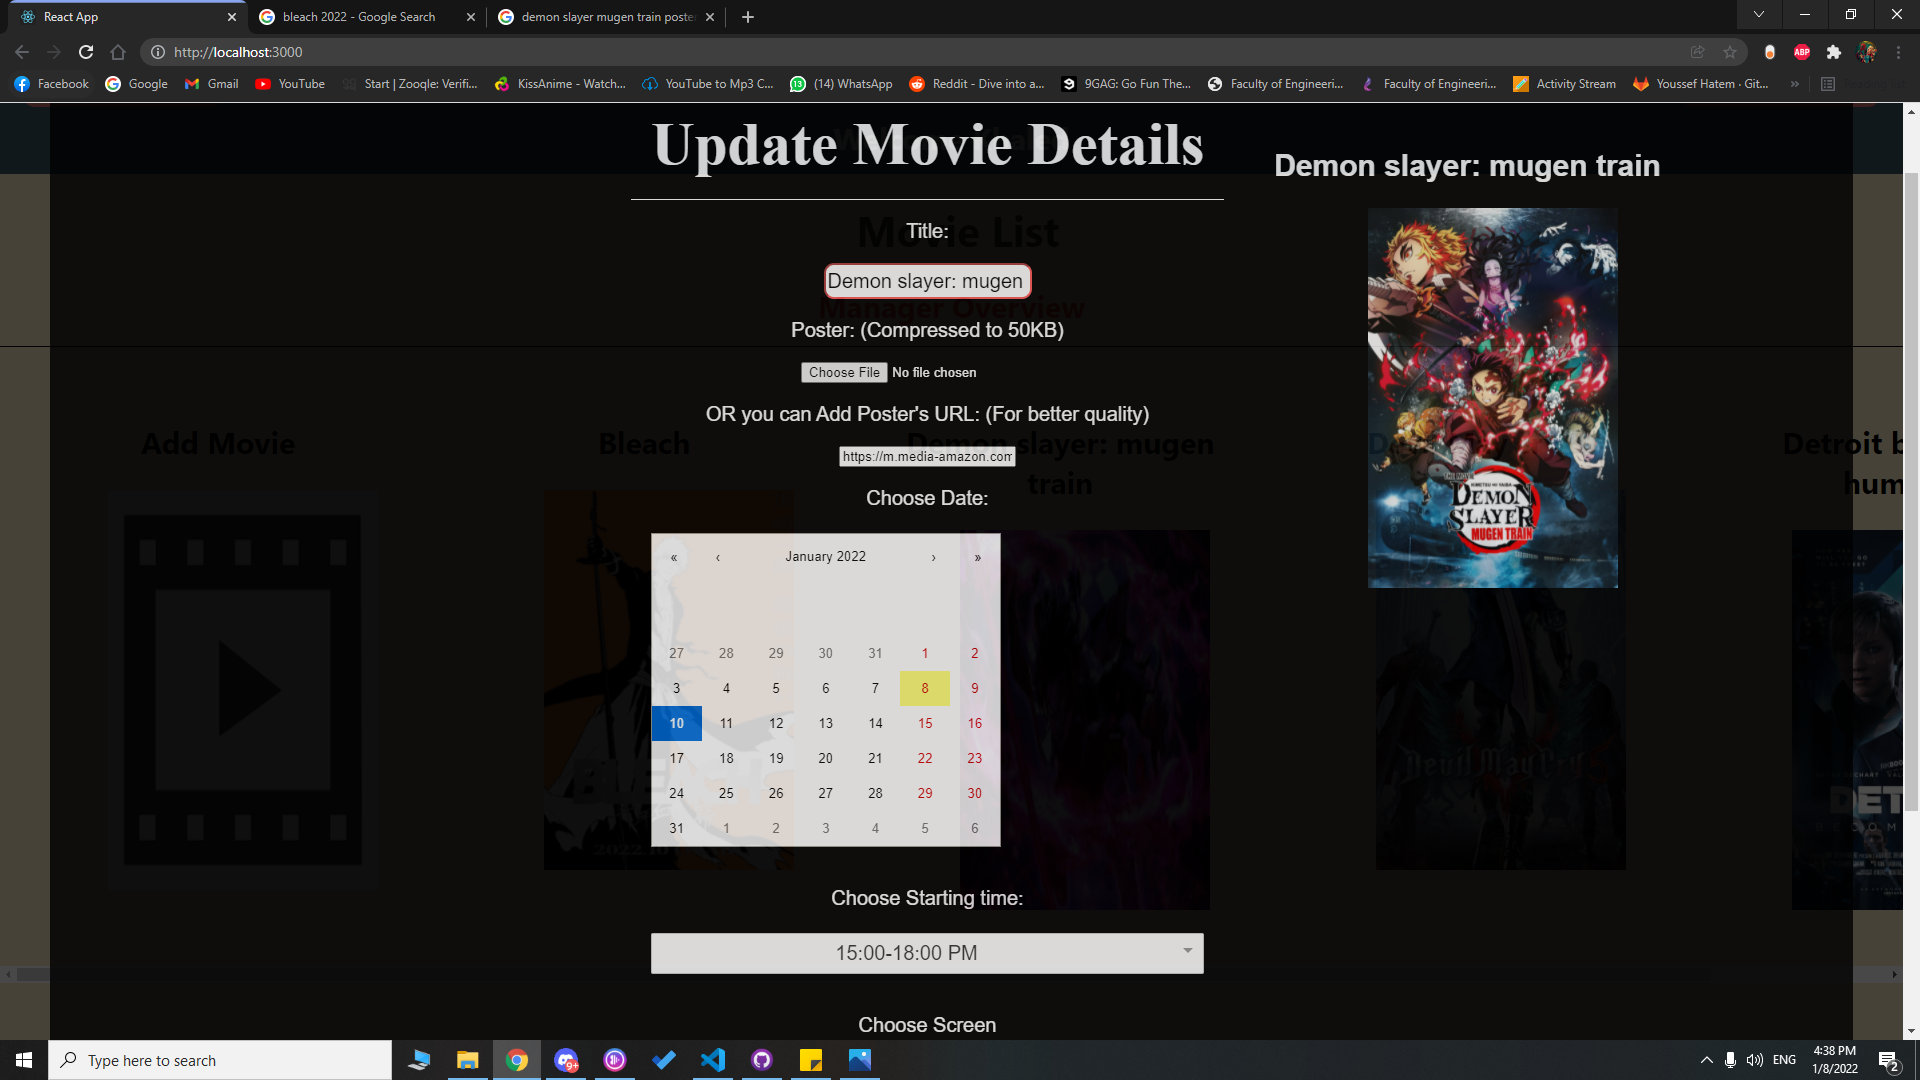 React App
bleach 2022 - Google Search
demon slayer mugen train poste
http://localhost:3000
ABP
Facebook
Google
Gmail
YouTube
Start | Zooqle: Verifi...
KissAnime - Watch...
YouTube to Mp3 C...
(14) WhatsApp
Reddit - Dive into a...
9GAG: Go Fun The...
Faculty of Engineeri...
Faculty of Engineeri...
Activity Stream
Youssef Hatem · Git...
Update Movie Details
Demon slayer: mugen train
Movie List
Title:
Demon slayer: mugen
Manager Overview
Poster: (Compressed to 50KB)
Choose File No file chosen
OR you can Add Poster's URL: (For better quality)
Add Movie
Bleach
Demon slayer: mugen
train
Detroit b
hum
https://m.media-amazon.com
Choose Date:
DEMON
SLAYER
MUGEN TRAIN
« ‹ January 2022 › »
27 28 29 30 31 1 2
3 4 5 6 7 8 9
10 11 12 13 14 15 16
17 18 19 20 21 22 23
24 25 26 27 28 29 30
31 1 2 3 4 5 6
Devil May Cry
DET
Choose Starting time:
15:00-18:00 PM
Choose Screen
Type here to search
9+
ENG
4:38 PM
1/8/2022
2